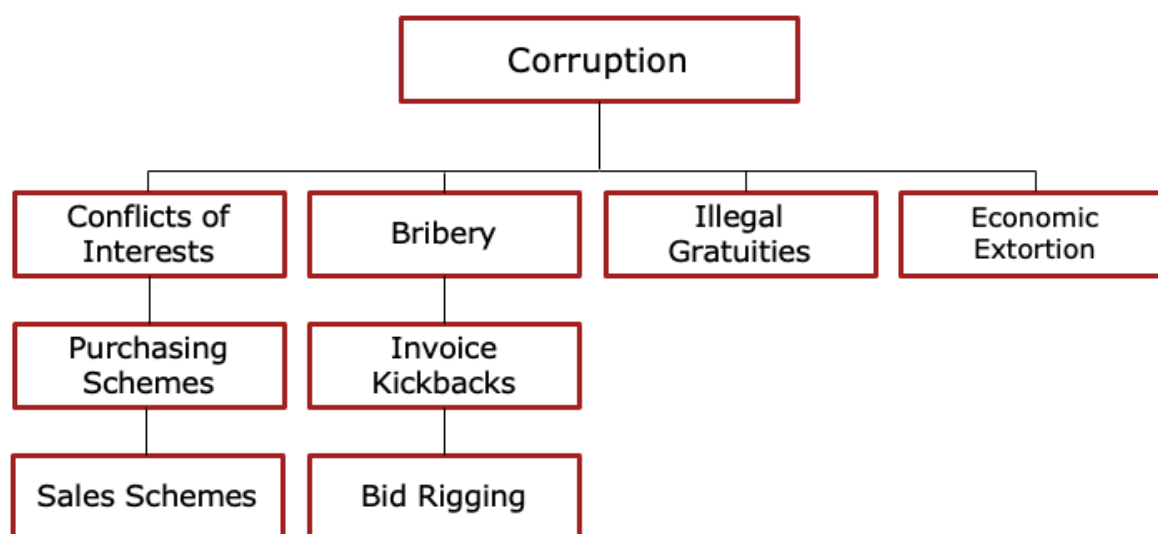 Corruption
Conflicts of
Interests
Bribery
Illegal
Gratuities
Economic
Extortion
Purchasing
Schemes
Invoice
Kickbacks
Sales Schemes
Bid Rigging